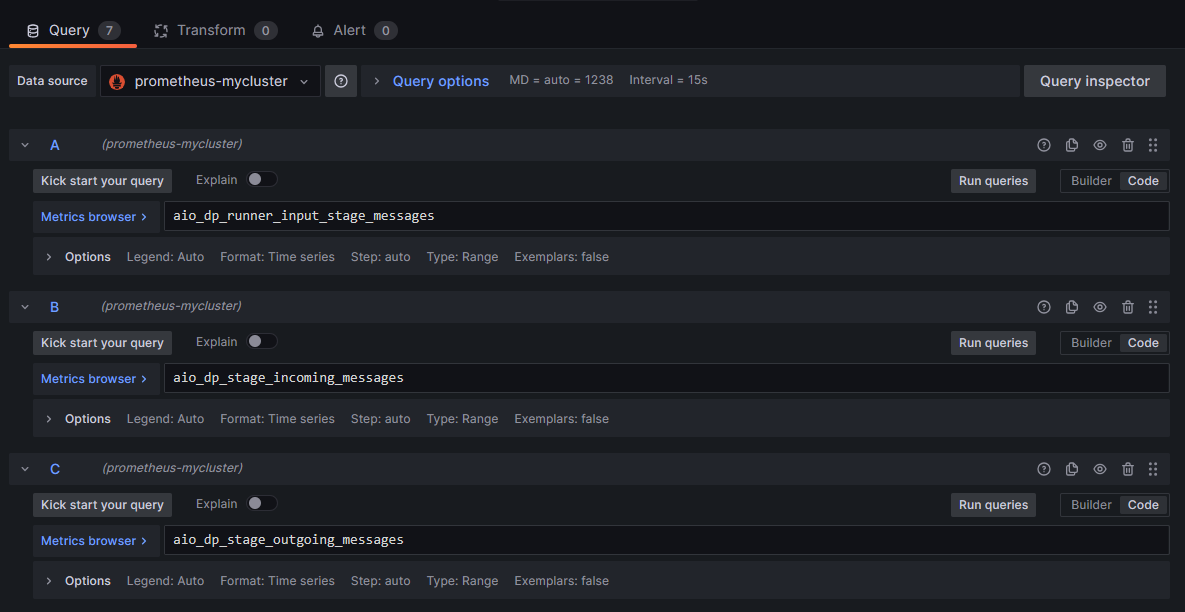 Query 7 Transform 0 Alert 0
Data source prometheus-mycluster Query options MD = auto = 1238 Interval = 15s Query inspector
A (prometheus-mycluster)
Kick start your query Explain Run queries Builder Code
Metrics browser aio_dp_runner_input_stage_messages
Options Legend: Auto Format: Time series Step: auto Type: Range Exemplars: false
B (prometheus-mycluster)
Kick start your query Explain Run queries Builder Code
Metrics browser aio_dp_stage_incoming_messages
Options Legend: Auto Format: Time series Step: auto Type: Range Exemplars: false
C (prometheus-mycluster)
Kick start your query Explain Run queries Builder Code
Metrics browser aio_dp_stage_outgoing_messages
Options Legend: Auto Format: Time series Step: auto Type: Range Exemplars: false